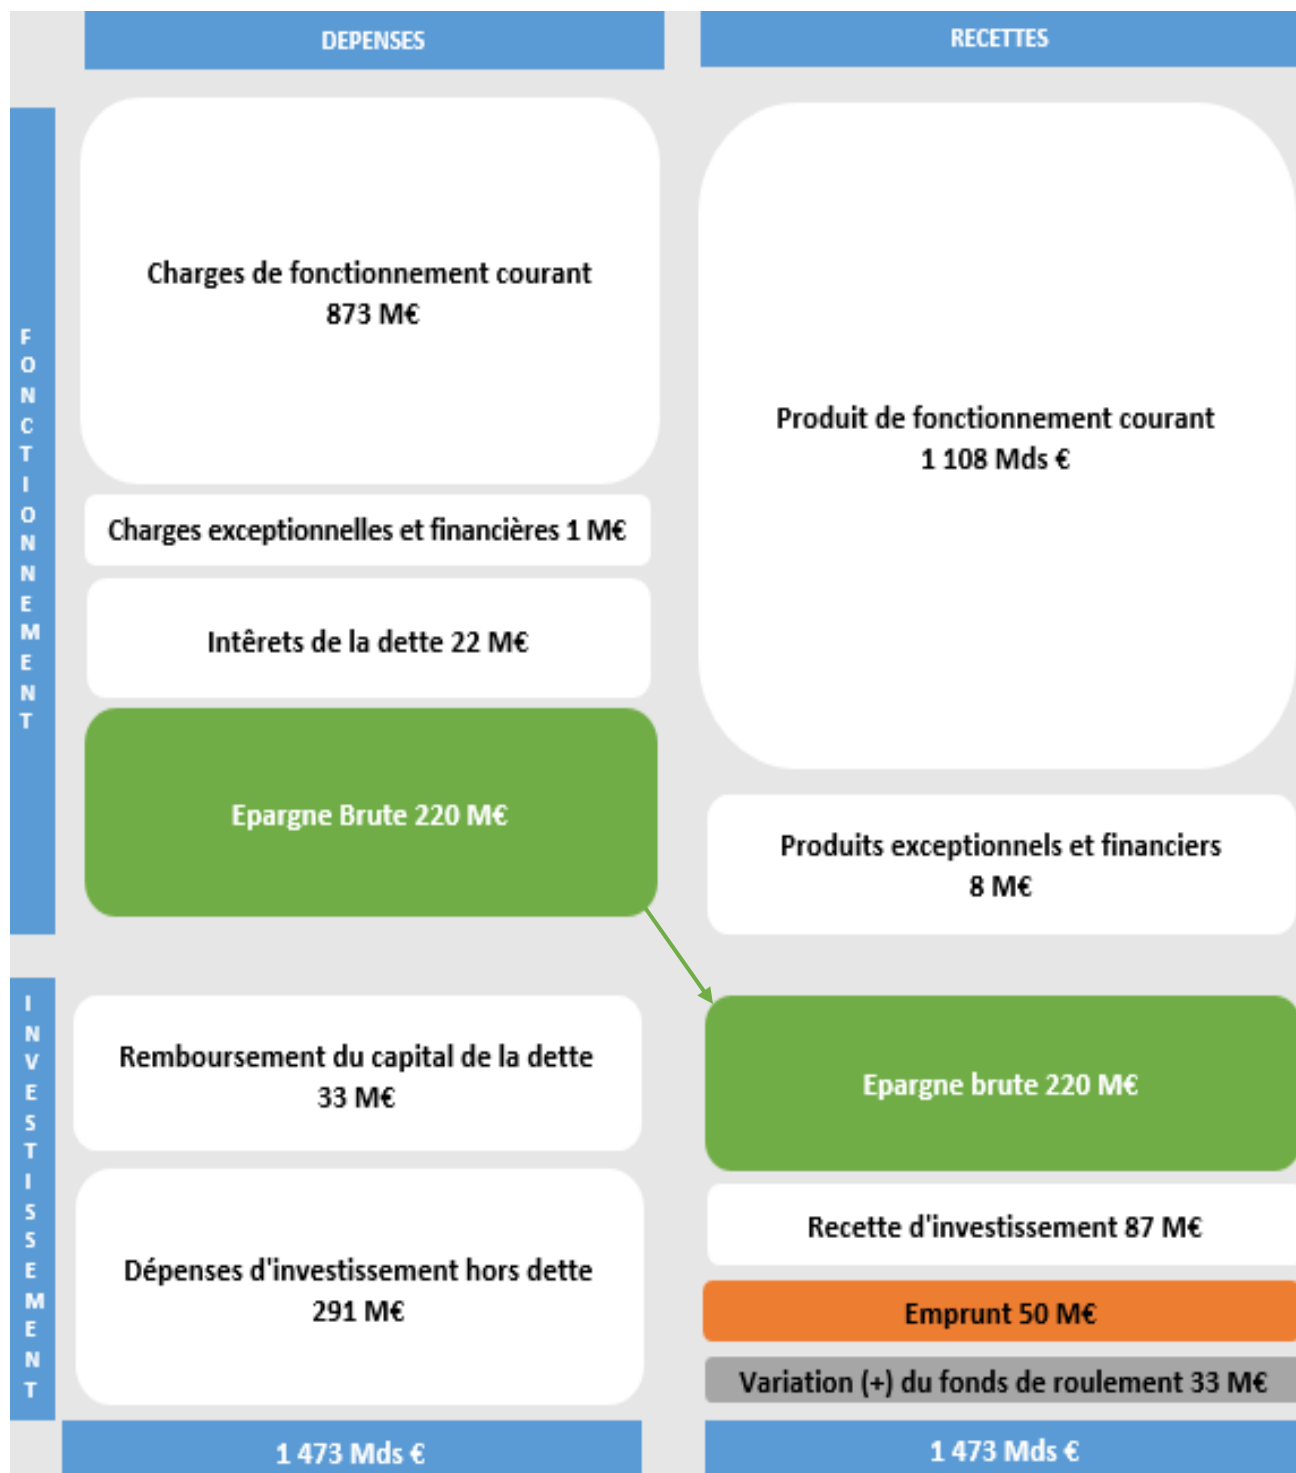 DEPENSES
RECETTES
FONCTIONNEMENT
Charges de fonctionnement courant
873 M€
Charges exceptionnelles et financières 1 M€
Intêrets de la dette 22 M€
Epargne Brute 220 M€
Produit de fonctionnement courant
1 108 Mds €
Produits exceptionnels et financiers
8 M€
INVESTISSEMENT
Remboursement du capital de la dette
33 M€
Dépenses d'investissement hors dette
291 M€
Epargne brute 220 M€
Recette d'investissement 87 M€
Emprunt 50 M€
Variation (+) du fonds de roulement 33 M€
1 473 Mds €
1 473 Mds €